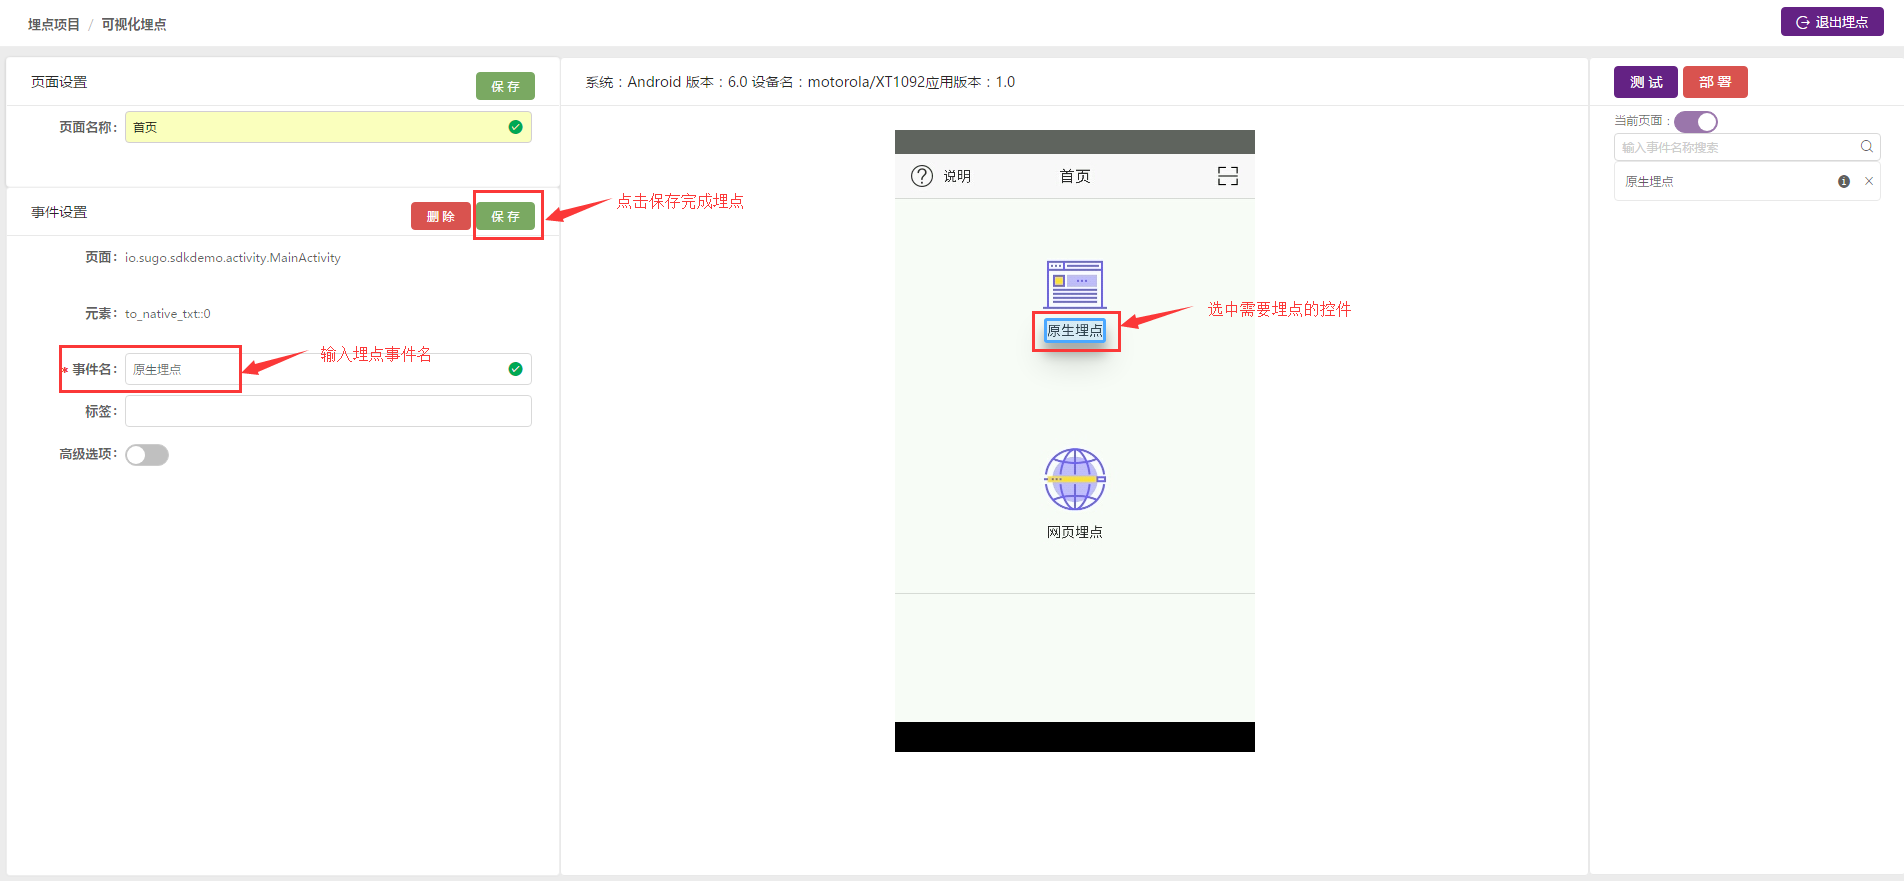 埋点项目 / 可视化埋点
退出埋点
页面设置
保存
页面名称：
首页
事件设置
删除
保存
点击保存完成埋点
页面：
io.sugo.sdkdemo.activity.MainActivity
元素：
to_native_txt::0
* 事件名：
原生埋点
输入埋点事件名
标签：
高级选项：
系统：Android 版本：6.0 设备名：motorola/XT1092应用版本：1.0
说明
首页
原生埋点
选中需要埋点的控件
网页埋点
测试
部署
当前页面：
输入事件名称搜索
原生埋点
1